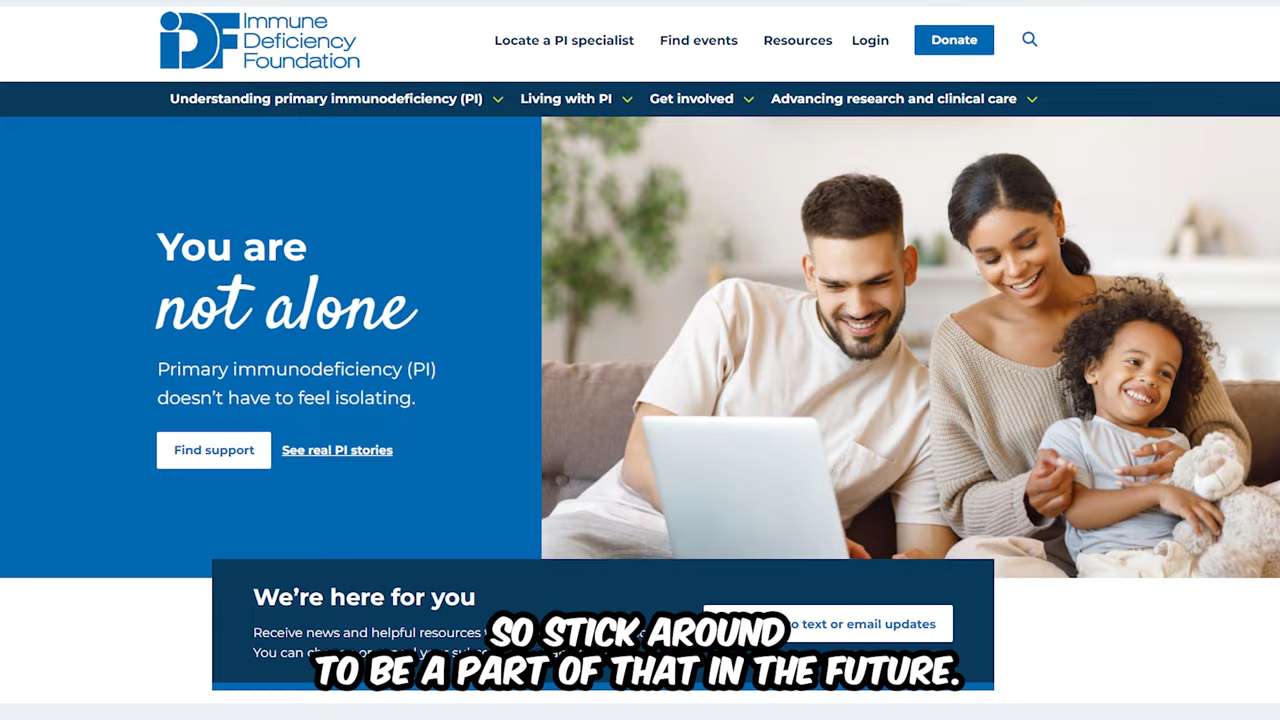 Immune
Deficiency
Foundation
iDF
Locate a PI specialist Find events Resources Login Donate
Understanding primary immunodeficiency (PI) Living with PI Get involved Advancing research and clinical care
You are
not alone
Primary immunodeficiency (PI)
doesn't have to feel isolating.
Find support See real PI stories
We're here for you
Receive news and helpful resources
to text or email updates
You can
SO STICK AROUND
TO BE A PART OF THAT IN THE FUTURE.